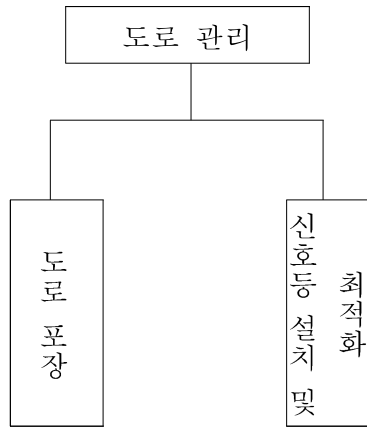 도로 관리
도로 포장
신호등 설치 및
최적화